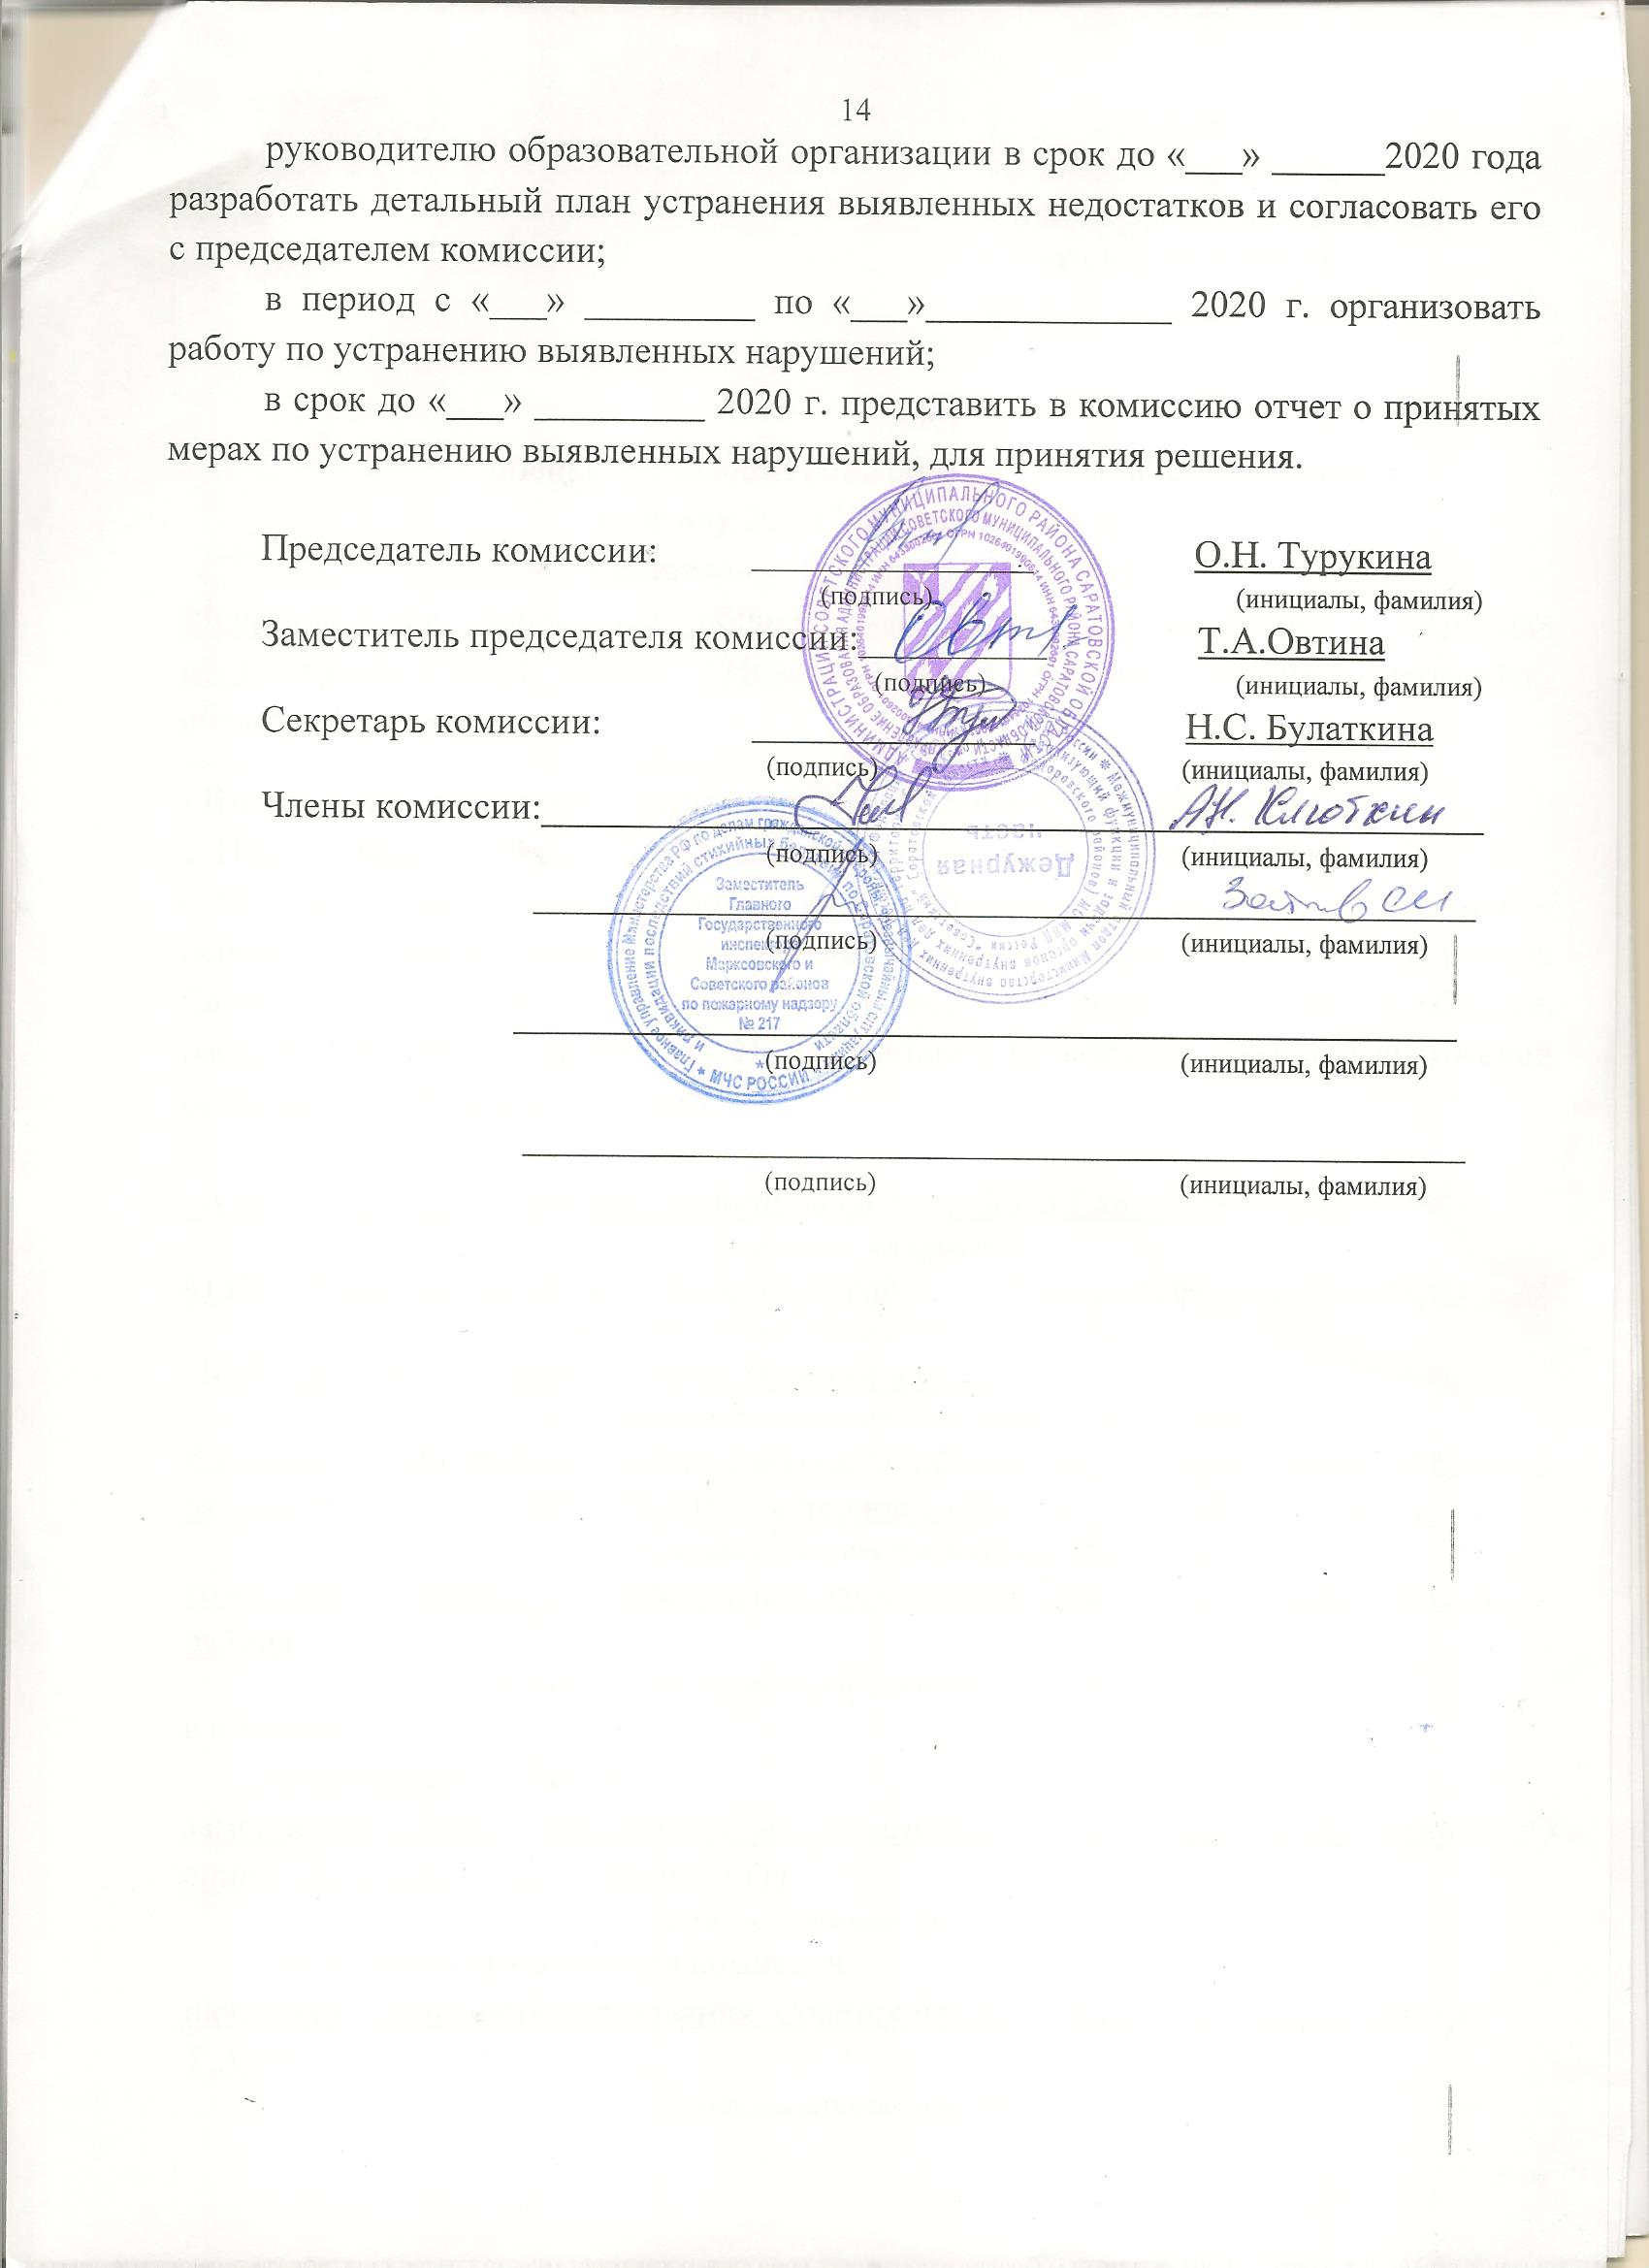 14
руководителю образовательной организации в срок до «___» ______2020 года
разработать детальный план устранения выявленных недостатков и согласовать его
с председателем комиссии;
в период с «___» _________ по «___»_____________ 2020 г. организовать
работу по устранению выявленных нарушений;
в срок до «___» _________ 2020 г. представить в комиссию отчет о принятых
мерах по устранению выявленных нарушений, для принятия решения.
Председатель комиссии: _______________ О.Н. Турукина
(подпись) (инициалы, фамилия)
Заместитель председателя комиссии:__________ Т.А.Овтина
(подпись) (инициалы, фамилия)
Секретарь комиссии: _______________ Н.С. Булаткина
(подпись) (инициалы, фамилия)
Члены комиссии: А.Н. Клюткин
(подпись) (инициалы, фамилия)
(подпись) (инициалы, фамилия)
Заместитель
Главного
Государственного
инспектора
Марксовского и
Советского районов
по пожарному надзору
№ 217
МЧС РОССИИ
Дежурная
часть
(подпись) (инициалы, фамилия)
(подпись) (инициалы, фамилия)